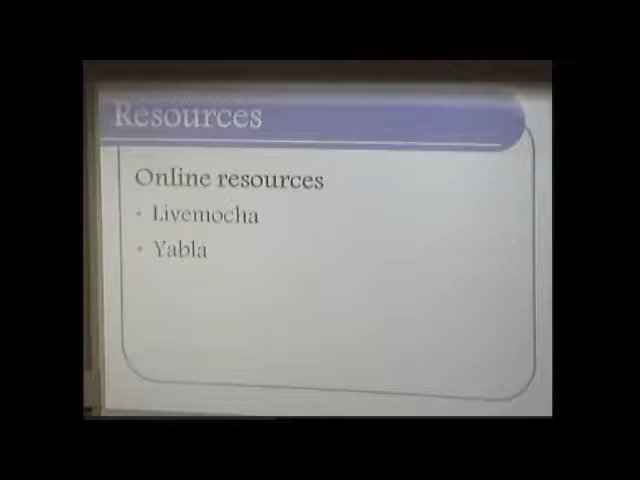 Resources
Online resources
• Livemocha
• Yabla